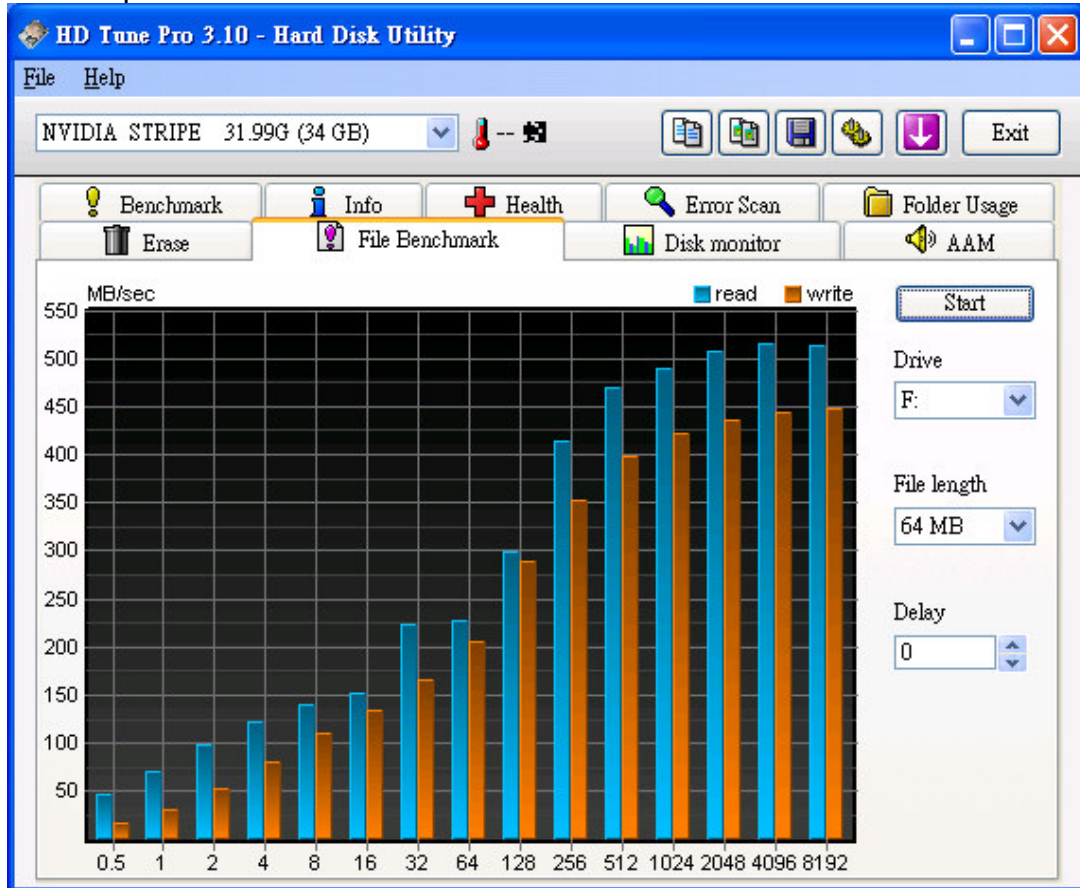 HD Tune Pro 3.10 - Hard Disk Utility
File Help
NVIDIA STRIPE 31.99G (34 GB) -- Exit
Benchmark Info Health Error Scan Folder Usage
Erase File Benchmark Disk monitor AAM
MB/sec read write Start
550
500 Drive
450 F:
400
350 File length
300 64 MB
250 Delay
200 0
150
100
50
0.5 1 2 4 8 16 32 64 128 256 512 1024 2048 4096 8192